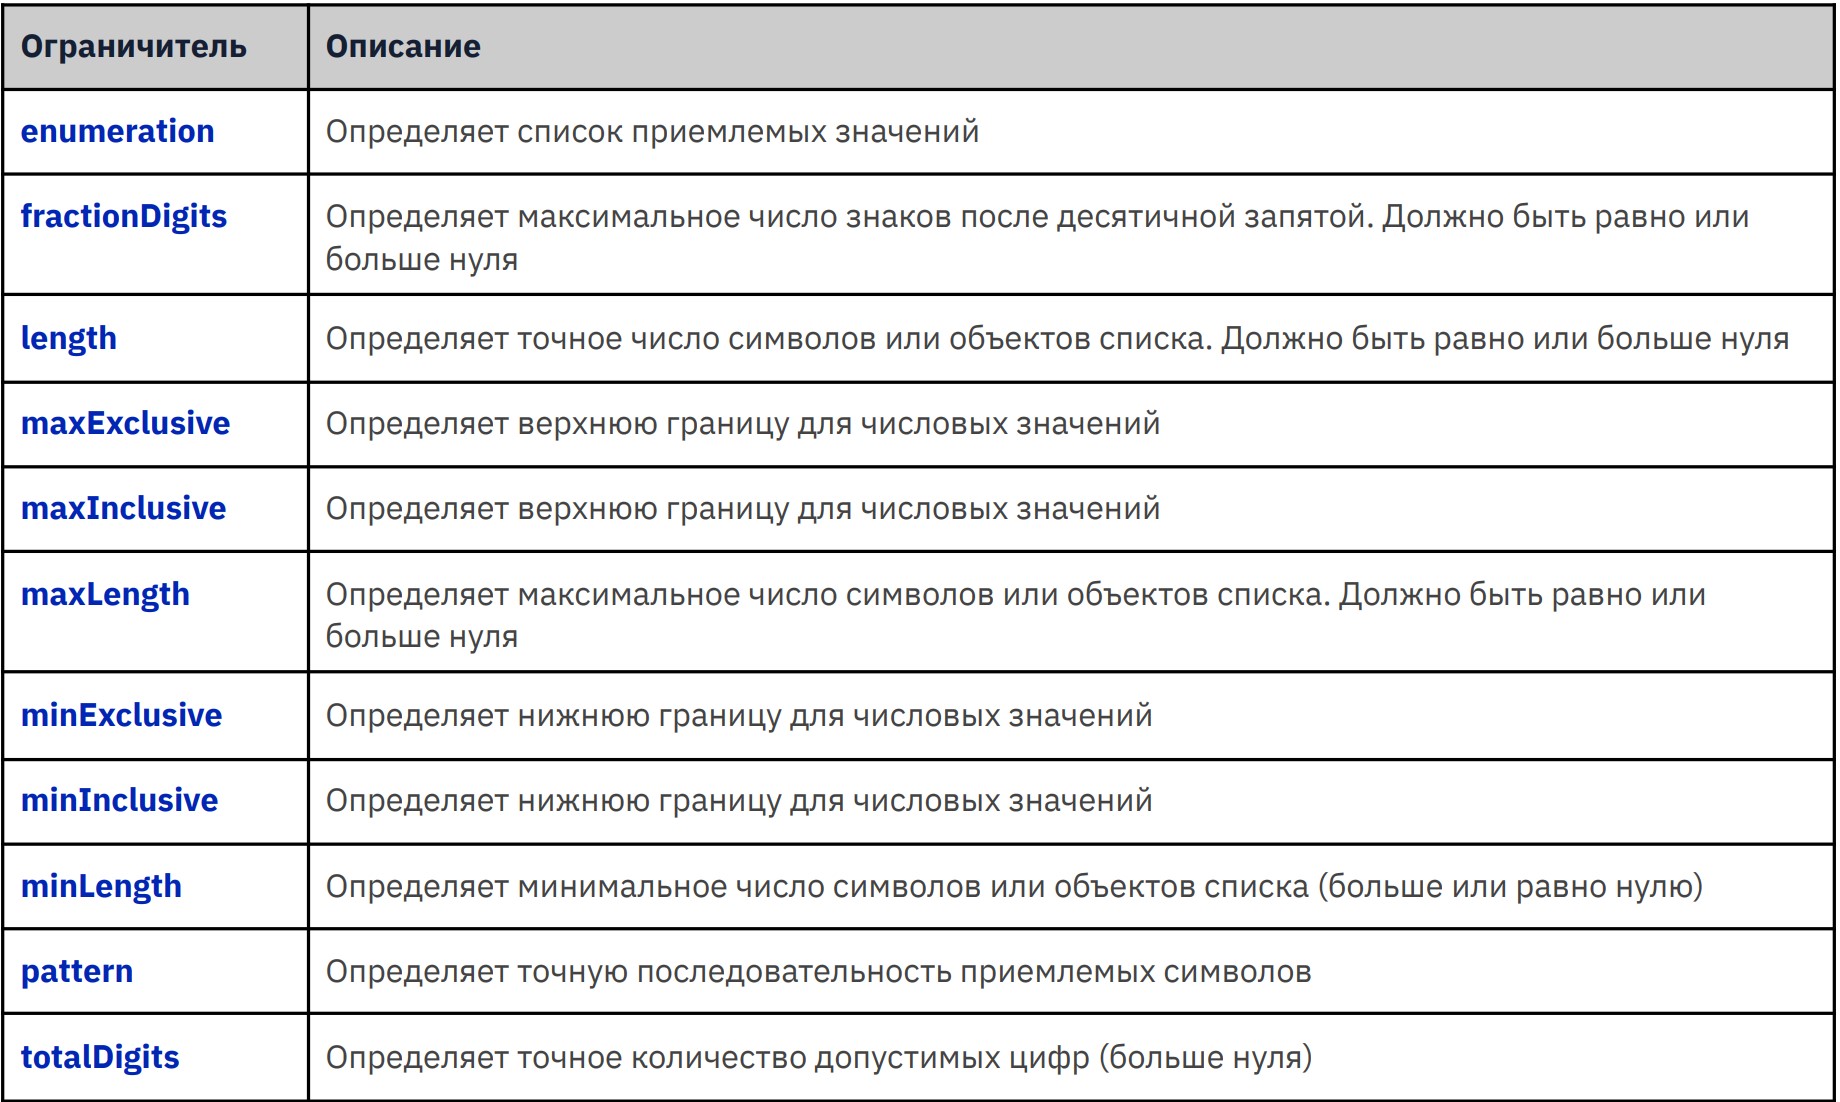 Ограничитель Описание
enumeration Определяет список приемлемых значений
fractionDigits Определяет максимальное число знаков после десятичной запятой. Должно быть равно или
больше нуля
length Определяет точное число символов или объектов списка. Должно быть равно или больше нуля
maxExclusive Определяет верхнюю границу для числовых значений
maxInclusive Определяет верхнюю границу для числовых значений
maxLength Определяет максимальное число символов или объектов списка. Должно быть равно или
больше нуля
minExclusive Определяет нижнюю границу для числовых значений
minInclusive Определяет нижнюю границу для числовых значений
minLength Определяет минимальное число символов или объектов списка (больше или равно нулю)
pattern Определяет точную последовательность приемлемых символов
totalDigits Определяет точное количество допустимых цифр (больше нуля)